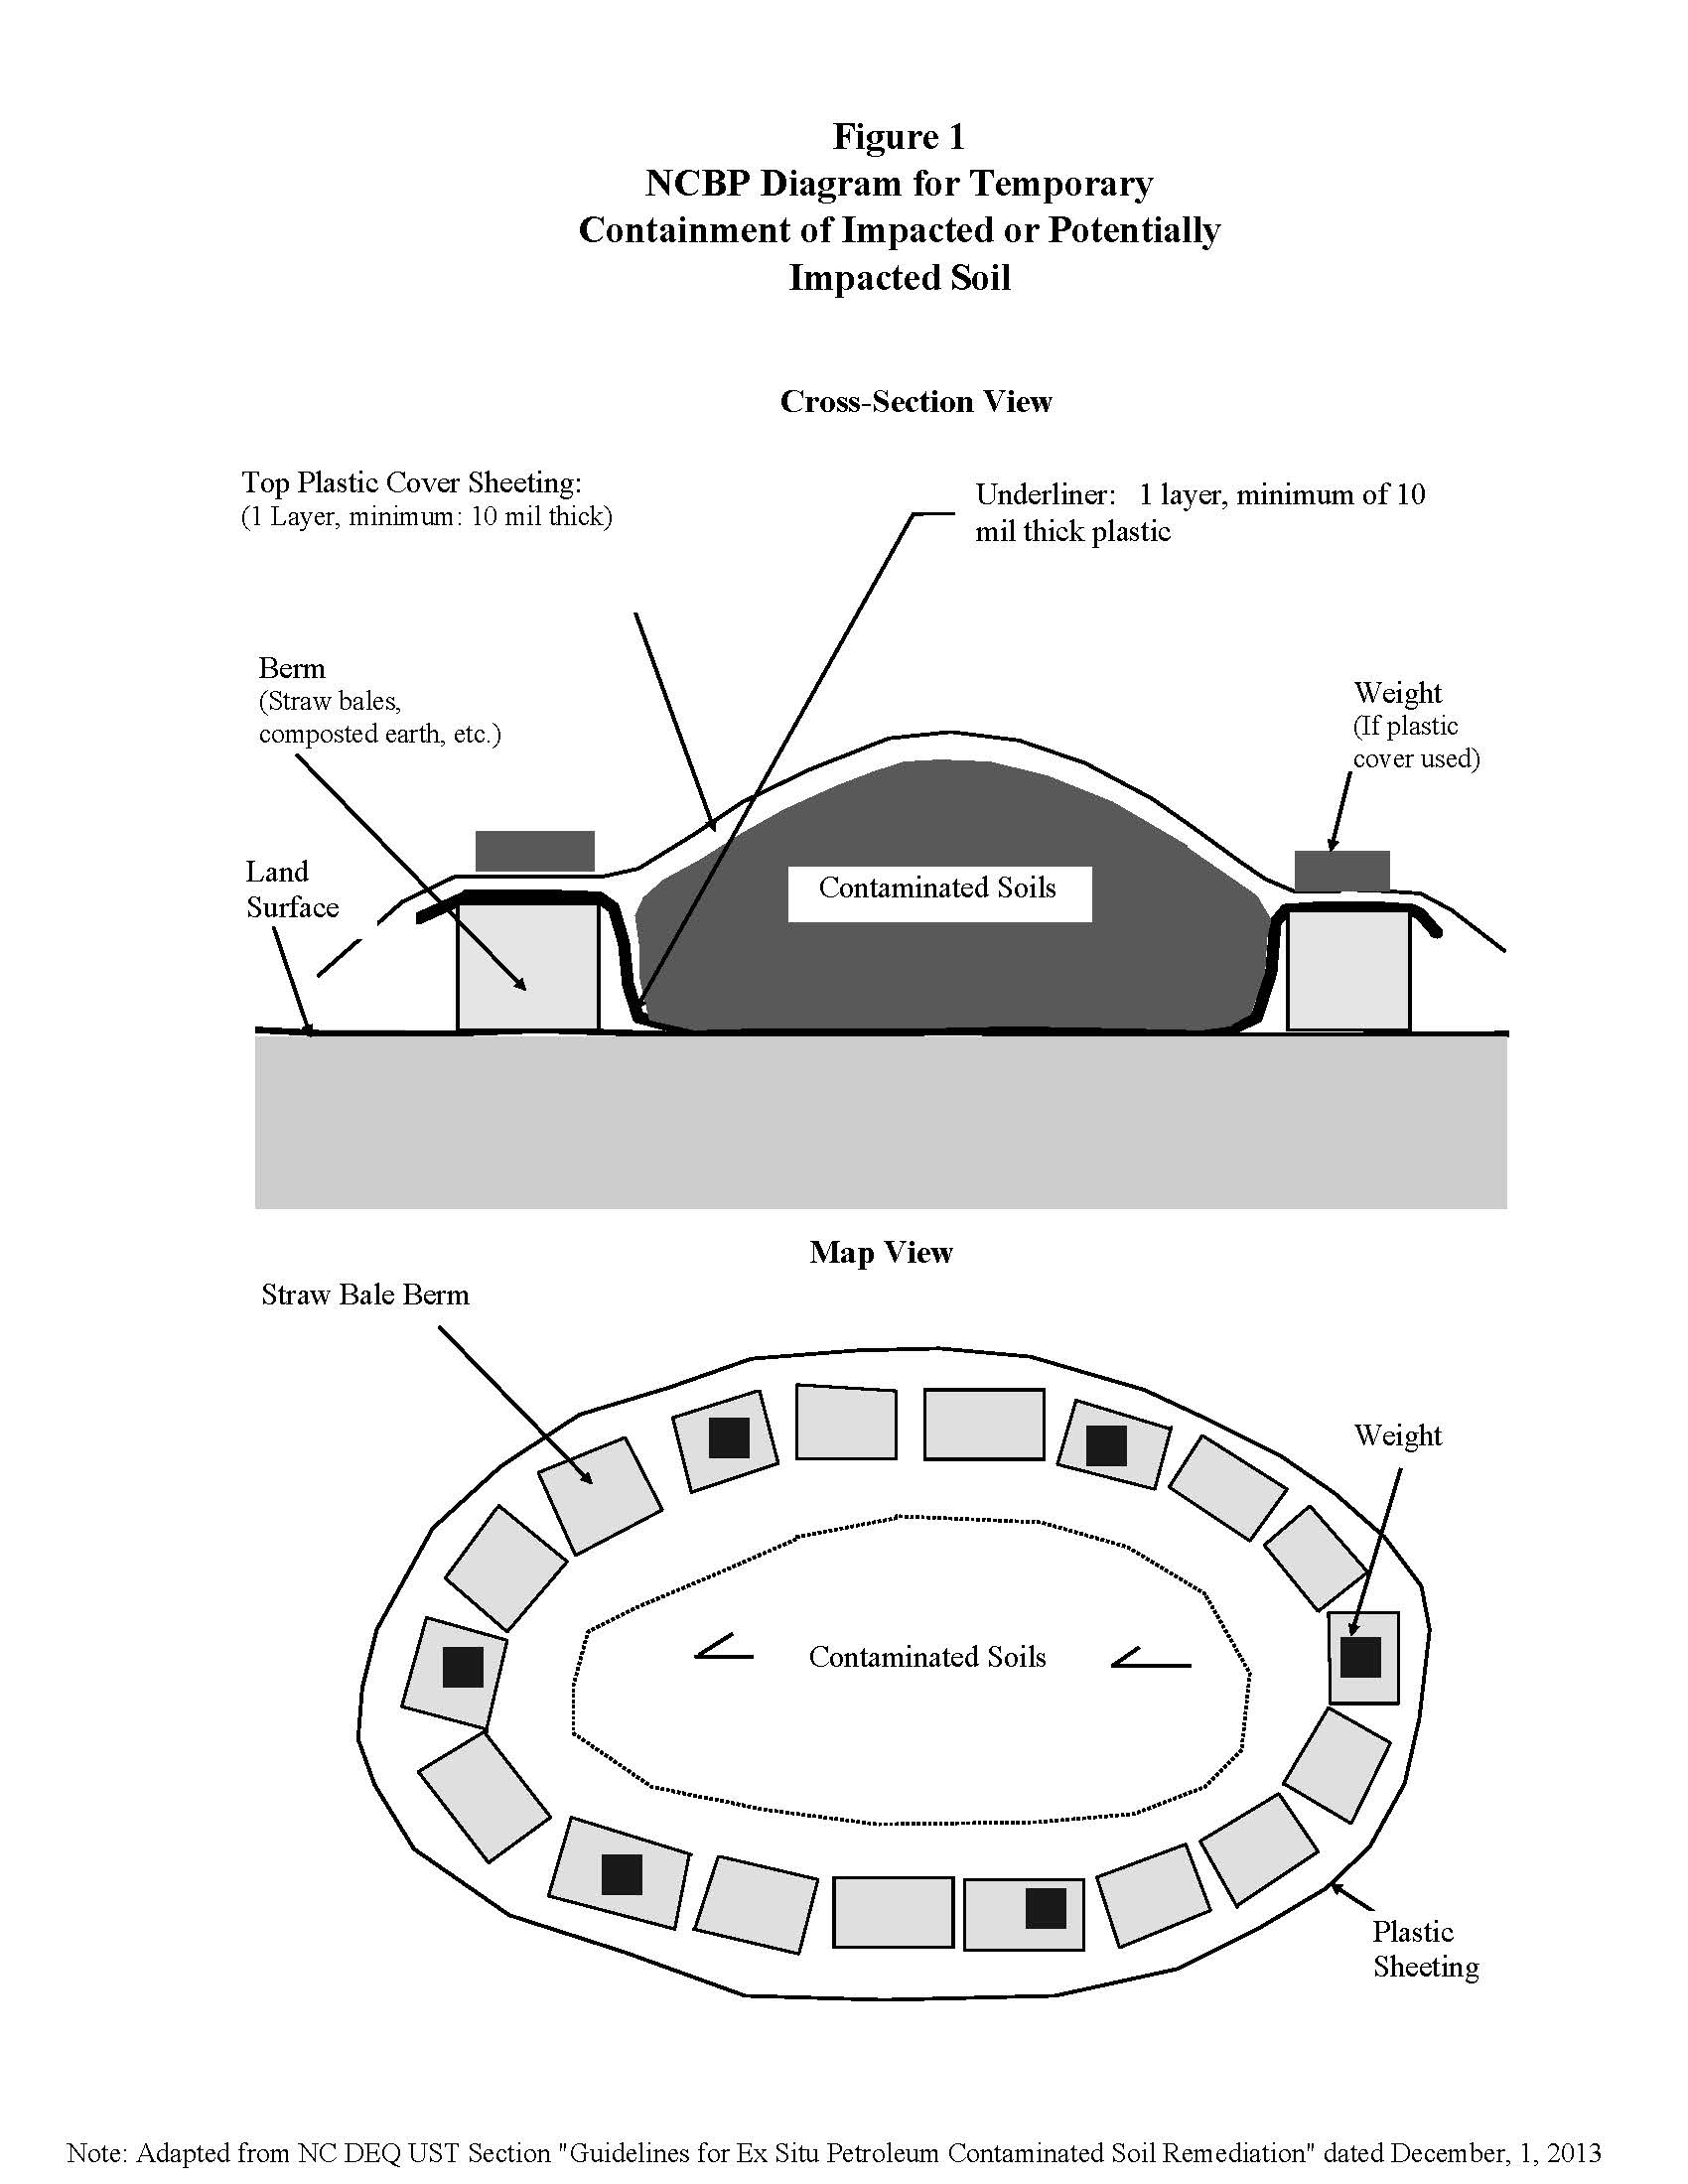 Figure 1
NCBP Diagram for Temporary
Containment of Impacted or Potentially
Impacted Soil
Cross-Section View
Top Plastic Cover Sheeting:
(1 Layer, minimum: 10 mil thick)
Underliner:   1 layer, minimum of 10
mil thick plastic
Berm
(Straw bales,
composted earth, etc.)
Weight
(If plastic
cover used)
Land
Surface
Contaminated Soils
Map View
Straw Bale Berm
Weight
Contaminated Soils
Plastic
Sheeting
Note: Adapted from NC DEQ UST Section "Guidelines for Ex Situ Petroleum Contaminated Soil Remediation" dated December, 1, 2013